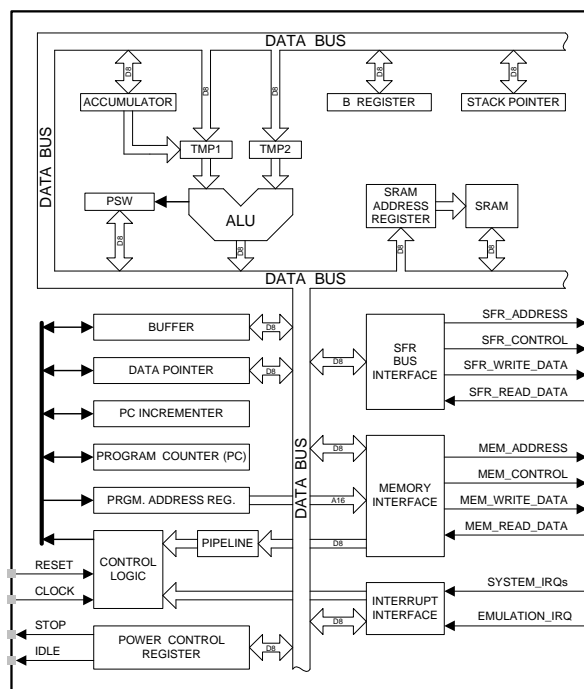 DATA BUS
D8 D8 D8 D8 D8
ACCUMULATOR B REGISTER STACK POINTER
DATA BUS
TMP1 TMP2
PSW ALU SRAM ADDRESS REGISTER SRAM
D8 D8 D8 D8
DATA BUS
BUFFER D8
DATA POINTER D8
PC INCREMENTER
PROGRAM COUNTER (PC)
PRGM. ADDRESS REG. A16
DATA BUS
D8 SFR BUS INTERFACE
SFR_ADDRESS
SFR_CONTROL
SFR_WRITE_DATA
SFR_READ_DATA
D8 MEMORY INTERFACE
MEM_ADDRESS
MEM_CONTROL
MEM_WRITE_DATA
MEM_READ_DATA
CONTROL LOGIC PIPELINE D8
RESET
CLOCK
STOP
IDLE
POWER CONTROL REGISTER D8
D8 INTERRUPT INTERFACE
SYSTEM_IRQs
EMULATION_IRQ